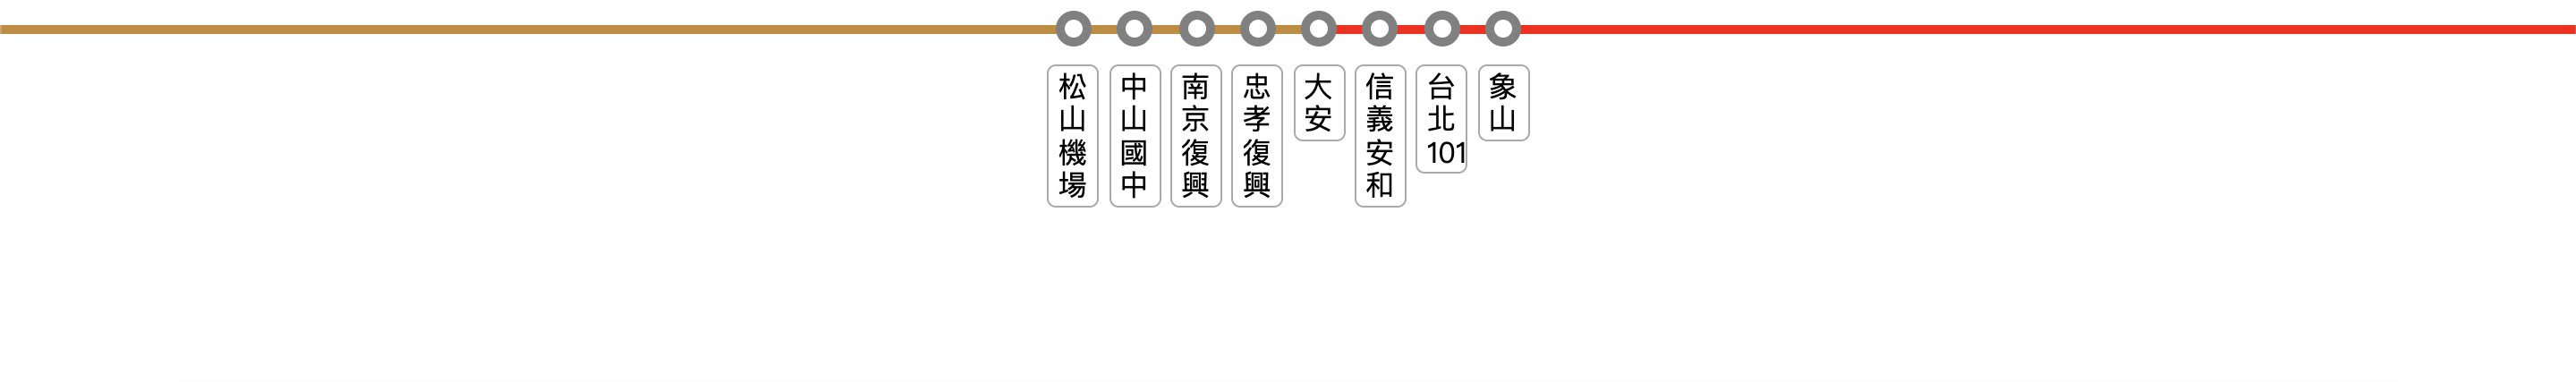 松山機場
中山國中
南京復興
忠孝復興
大安
信義安和
台北101
象山